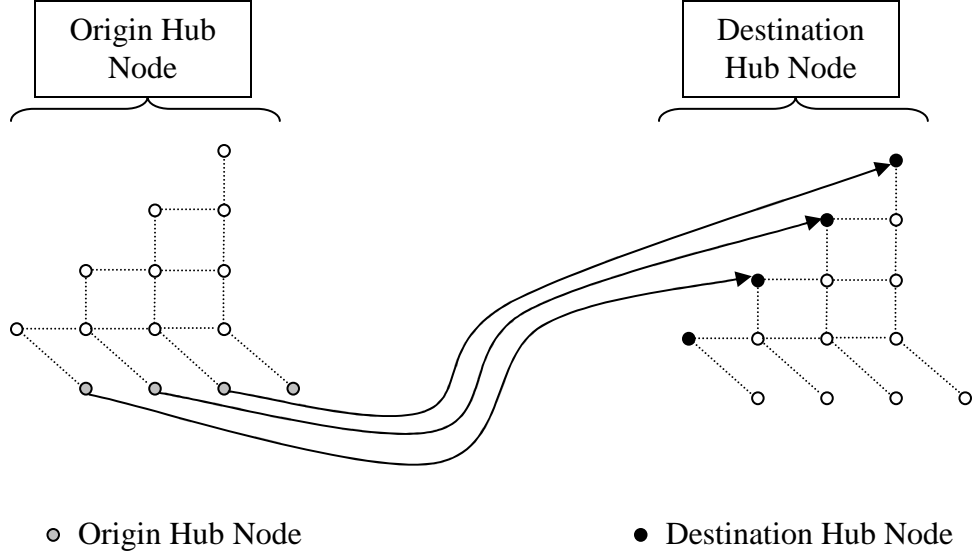 Origin Hub
Node
Destination
Hub Node
Origin Hub Node
Destination Hub Node